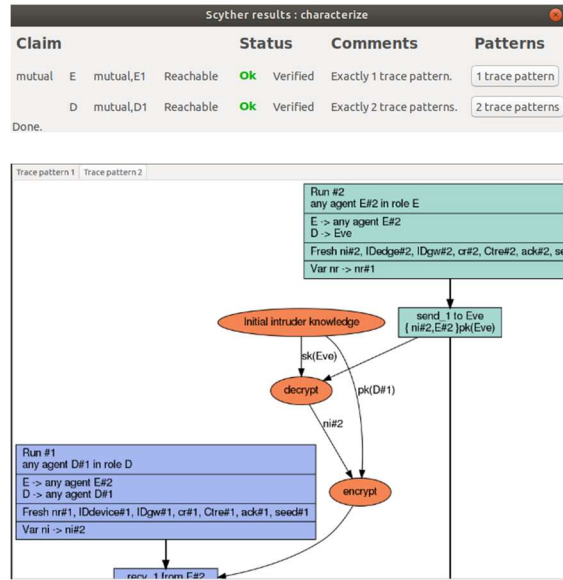 Scyther results : characterize
Claim Status Comments Patterns
mutual E mutual,E1 Reachable Ok Verified Exactly 1 trace pattern. 1 trace pattern
D mutual,D1 Reachable Ok Verified Exactly 2 trace patterns. 2 trace patterns
Done.
Trace pattern 1 Trace pattern 2
Run #2
any agent E#2 in role E
E -> any agent E#2
D -> Eve
Fresh ni#2, IDedge#2, IDgw#2, cr#2, Ctre#2, ack#2, se
Var nr -> nr#1
send_1 to Eve
{ ni#2,E#2 }pk(Eve)
Initial intruder knowledge
sk(Eve)
pk(D#1)
decrypt
ni#2
encrypt
Run #1
any agent D#1 in role D
E -> any agent E#2
D -> any agent D#1
Fresh nr#1, IDdevice#1, IDgw#1, cr#1, Ctre#1, ack#1, seed#1
Var ni -> ni#2
recv_1 from E#2